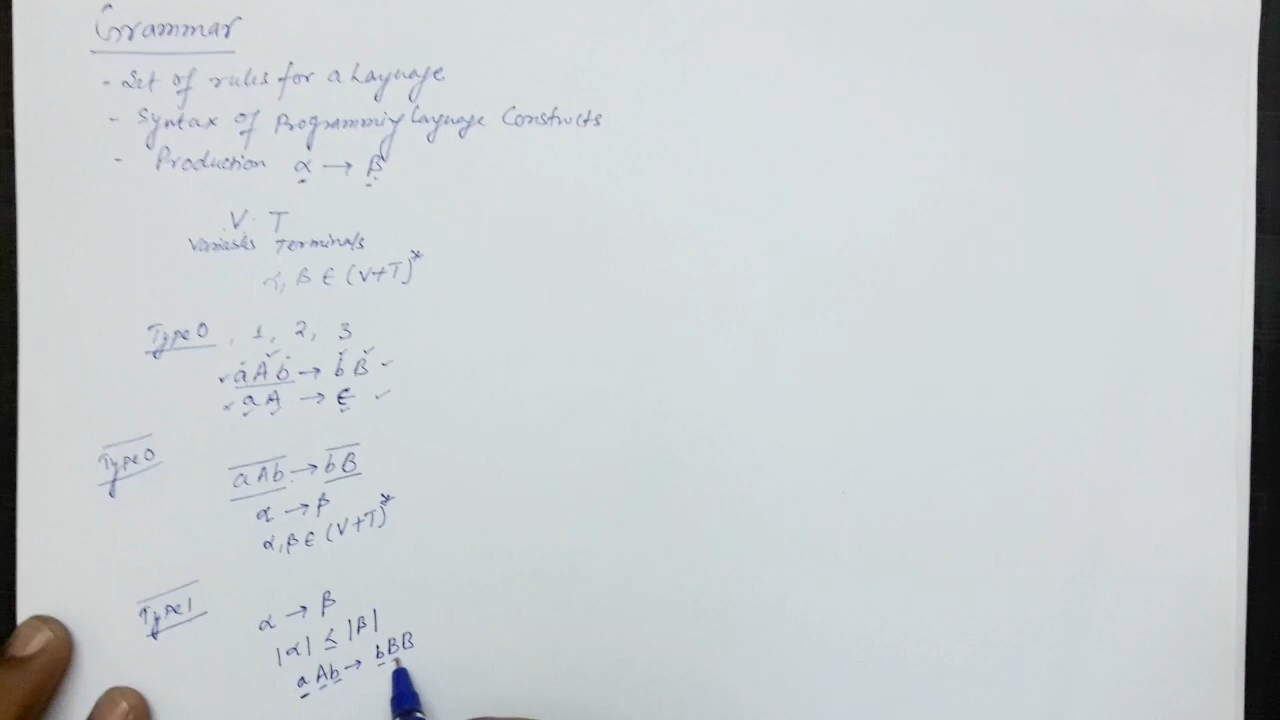 Grammar
- Set of rules for a Language
- Syntax of Programming Language Constructs
- Production α → β
V T
Variables Terminals
α, β ∈ (V+T)*
Type 0, 1, 2, 3
aAb → bB
aA → ∈
Type 0
aAb → bB
α → β
α, β ∈ (V+T)*
Type 1
α → β
|α| ≤ |β|
aAb → bBB